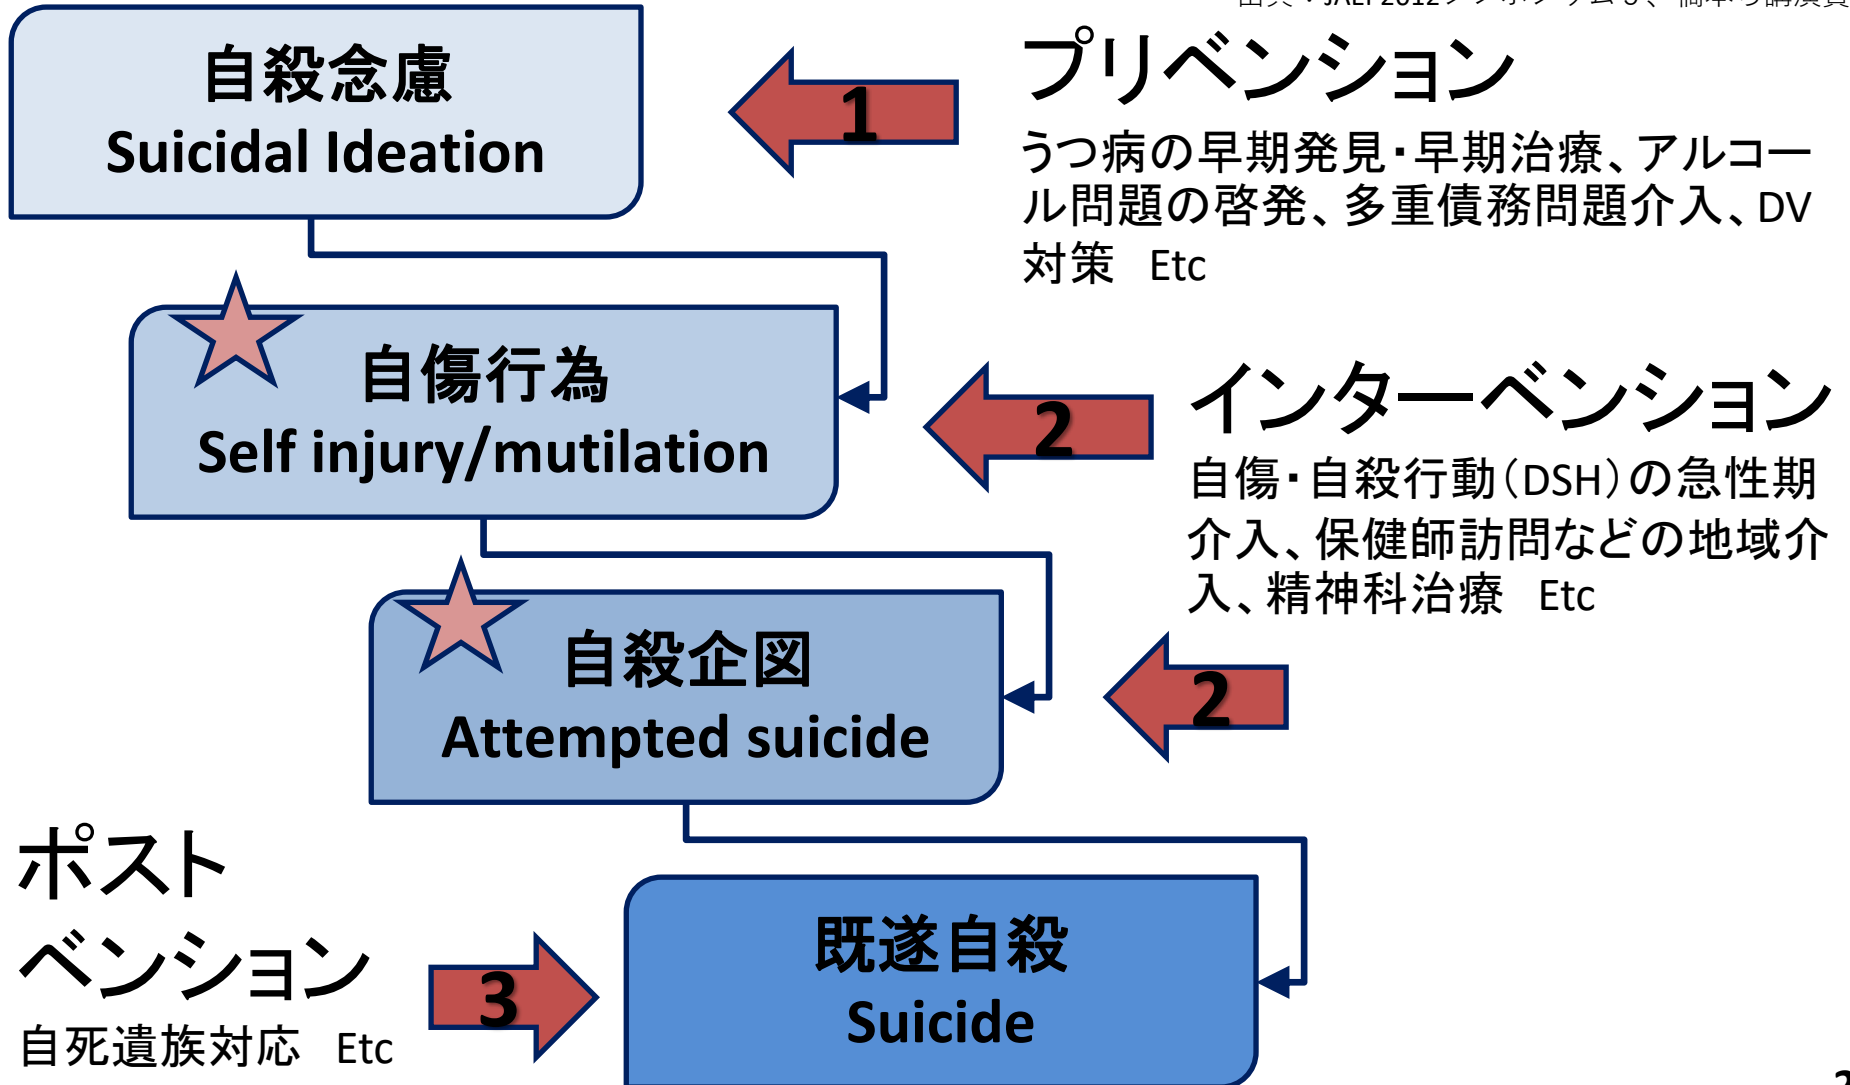 自殺念慮
Suicidal Ideation
1
プリベンション
うつ病の早期発見・早期治療、アルコー
ル問題の啓発、多重債務問題介入、DV
対策 Etc
自傷行為
Self injury/mutilation
2
インターベンション
自傷・自殺行動(DSH)の急性期
介入、保健師訪問などの地域介
入、精神科治療 Etc
自殺企図
Attempted suicide
2
ポスト
ベンション
自死遺族対応 Etc
3
既遂自殺
Suicide